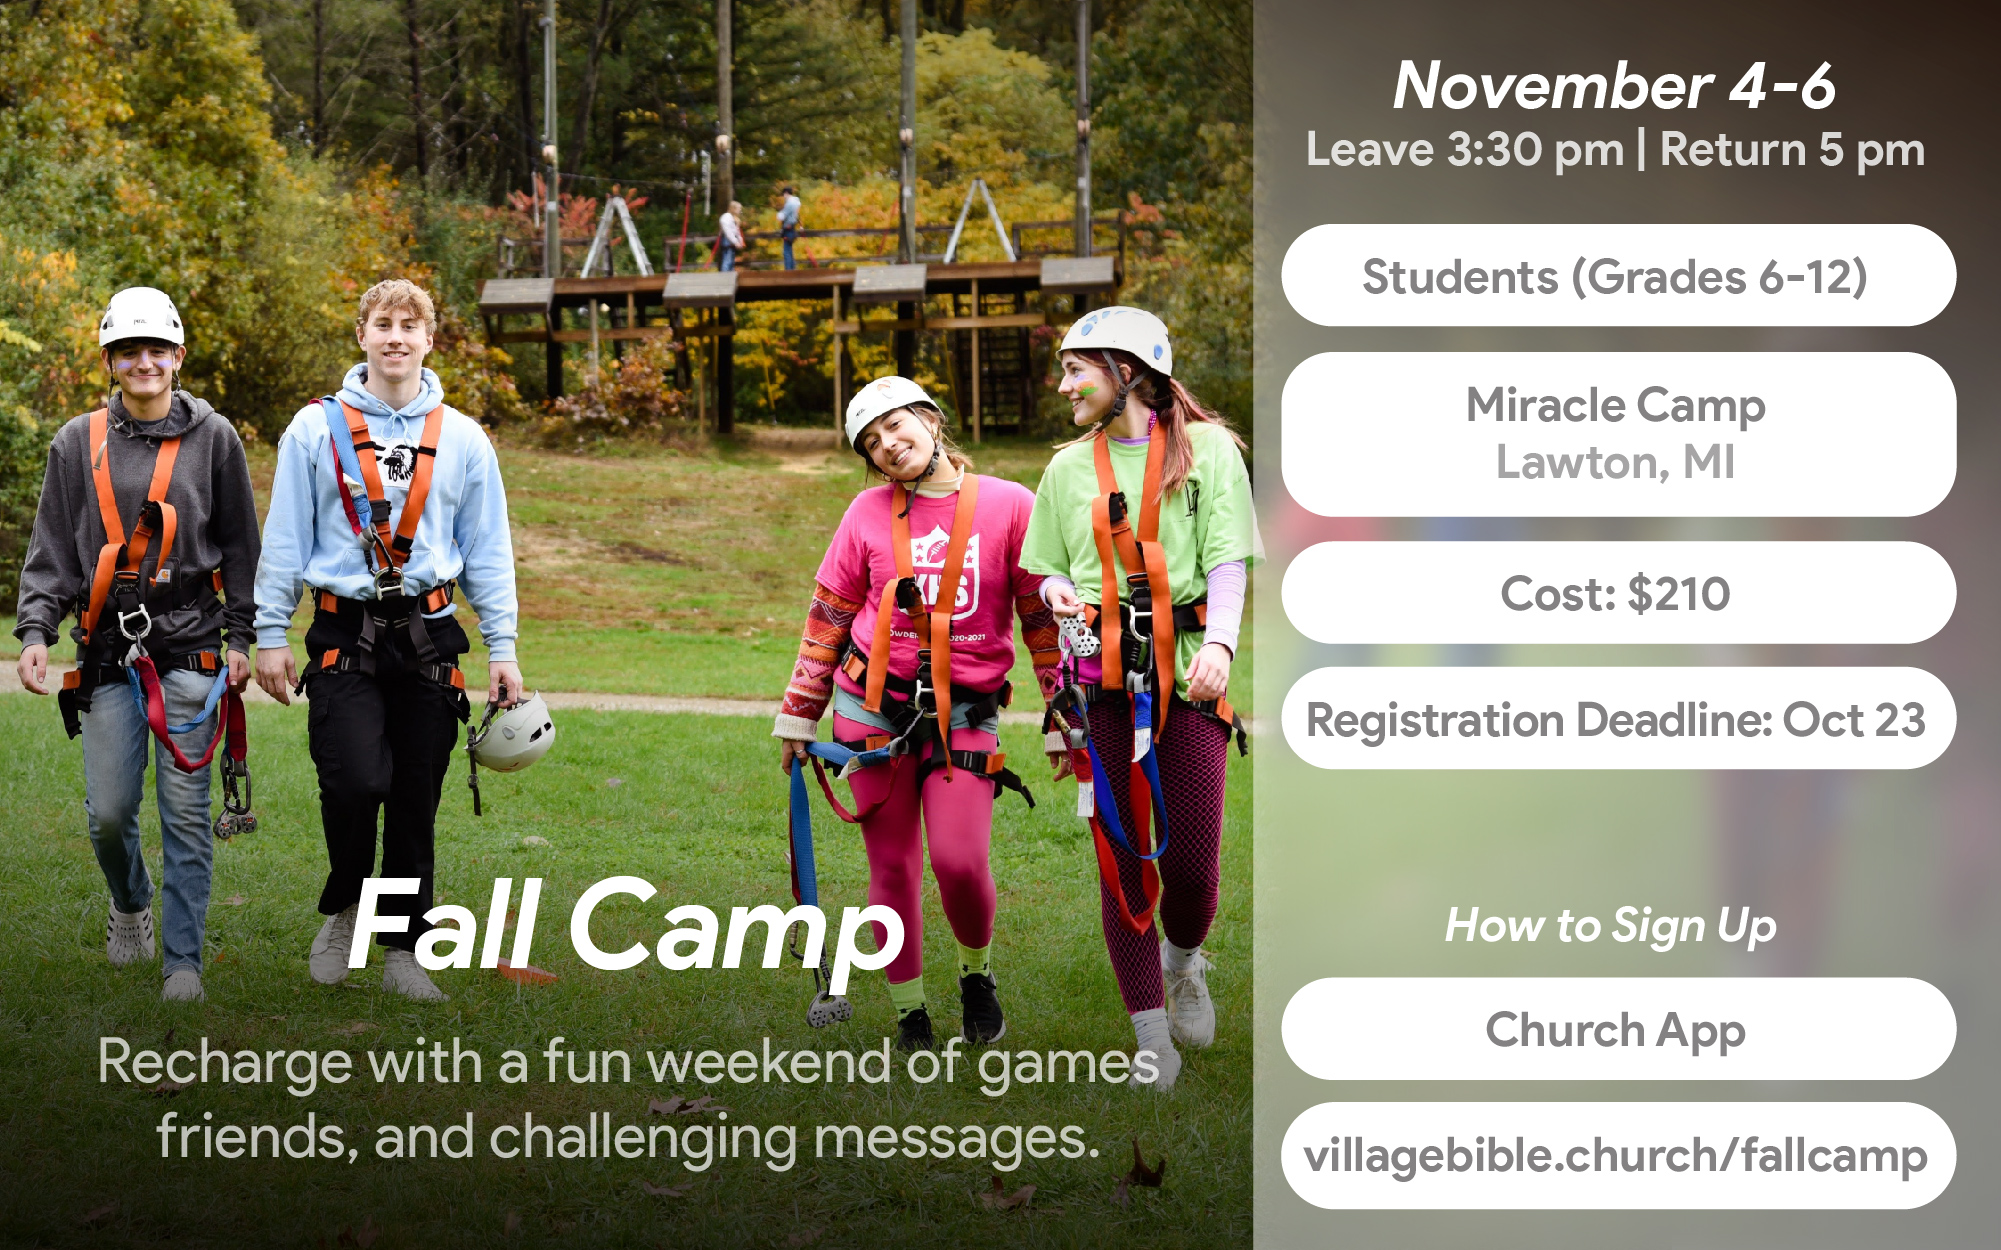 November 4-6
Leave 3:30 pm | Return 5 pm
Students (Grades 6-12)
Miracle Camp
Lawton, MI
Cost: $210
Registration Deadline: Oct 23
Fall Camp
Recharge with a fun weekend of games
friends, and challenging messages.
How to Sign Up
Church App
villagebible.church/fallcamp